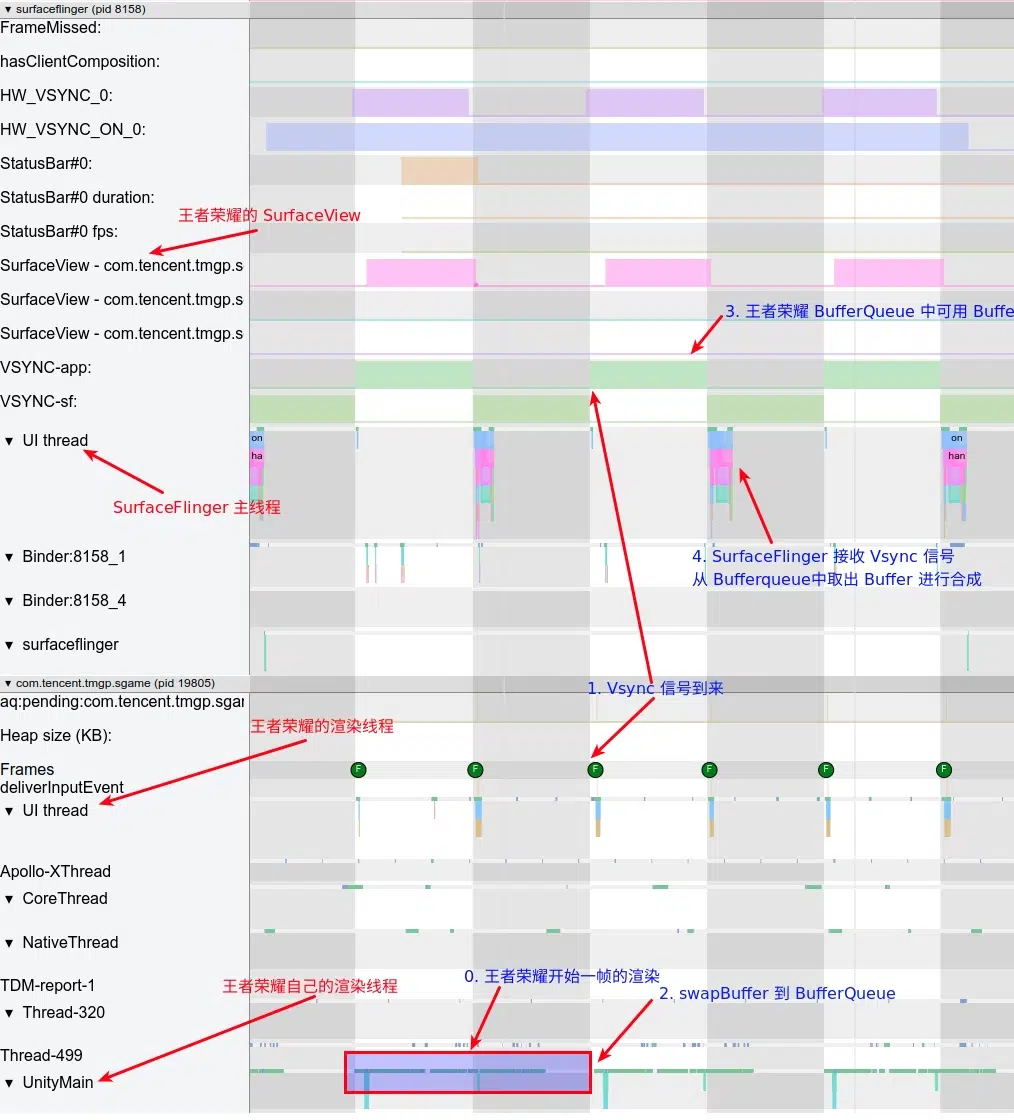 ▼ surfaceflinger (pid 8158)
FrameMissed:
hasClientComposition:
HW_VSYNC_0:
HW_VSYNC_ON_0:
StatusBar#0:
StatusBar#0 duration:
王者荣耀的 SurfaceView
StatusBar#0 fps:
SurfaceView - com.tencent.tmgp.s
SurfaceView - com.tencent.tmgp.s
3. 王者荣耀 BufferQueue 中可用 Buffe
SurfaceView - com.tencent.tmgp.s
VSYNC-app:
VSYNC-sf:
▼ UI thread
on
on
ha
han
SurfaceFlinger 主线程
▼ Binder:8158_1
4. SurfaceFlinger 接收 Vsync 信号
从 Bufferqueue中取出 Buffer 进行合成
▼ Binder:8158_4
▼ surfaceflinger
▼ com.tencent.tmgp.sgame (pid 19805)
1. Vsync 信号到来
aq:pending:com.tencent.tmgp.sgar
王者荣耀的渲染线程
Heap size (KB):
Frames
F F F F F F
deliverInputEvent
▼ UI thread
Apollo-XThread
▼ CoreThread
▼ NativeThread
0. 王者荣耀开始一帧的渲染
TDM-report-1
王者荣耀自己的渲染线程
2. swapBuffer 到 BufferQueue
▼ Thread-320
Thread-499
▼ UnityMain